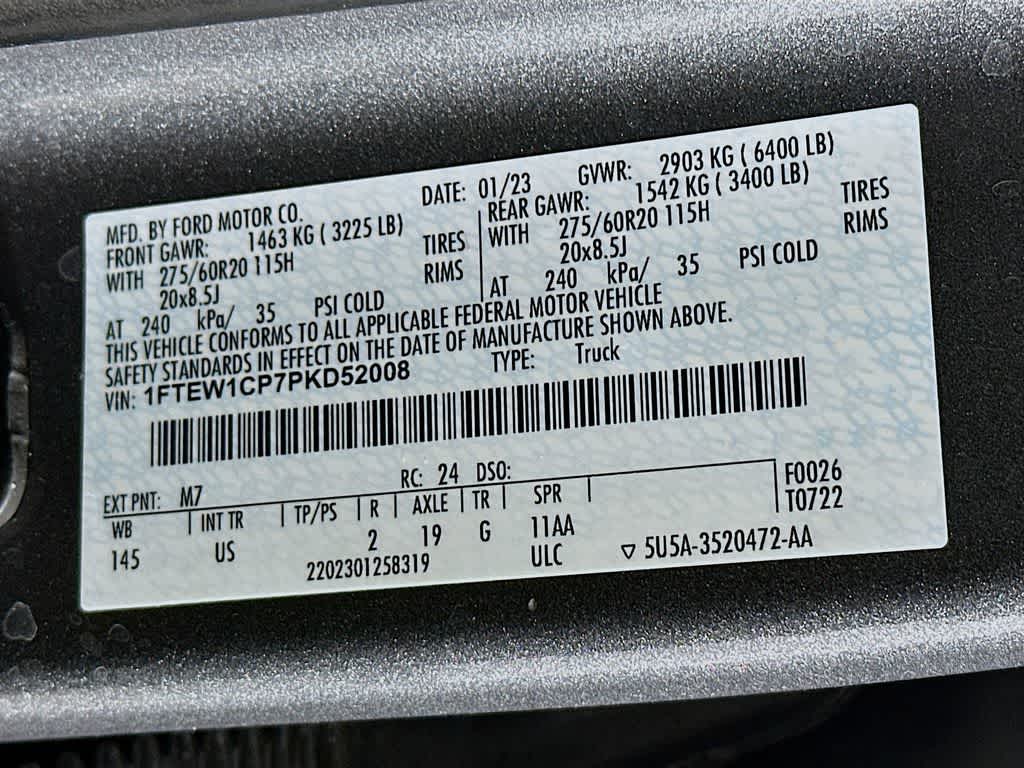 MFD. BY FORD MOTOR CO. DATE: 01/23 GVWR: 2903 KG ( 6400 LB)
FRONT GAWR: 1463 KG ( 3225 LB) REAR GAWR: 1542 KG ( 3400 LB)
WITH 275/60R20 115H TIRES WITH 275/60R20 115H TIRES
20x8.5J RIMS 20x8.5J RIMS
AT 240 kPa/ 35 PSI COLD AT 240 kPa/ 35 PSI COLD
THIS VEHICLE CONFORMS TO ALL APPLICABLE FEDERAL MOTOR VEHICLE
SAFETY STANDARDS IN EFFECT ON THE DATE OF MANUFACTURE SHOWN ABOVE.
VIN: 1FTEW1CP7PKD52008 TYPE: Truck
EXT PNT: M7 RC: 24 DSO: F0026
WB INT TR TP/PS R AXLE TR SPR T0722
145 US 2 19 G 11AA
2202301258319 ULC ▽ 5U5A-3520472-AA